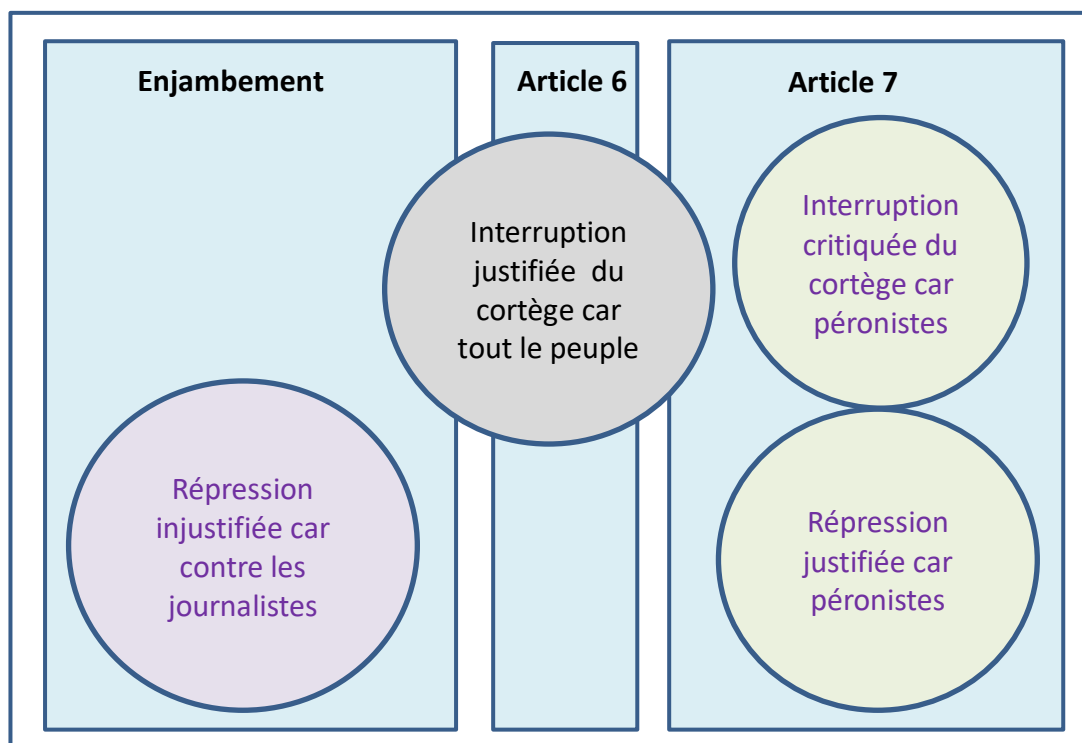 Enjambement
Article 6
Article 7
Interruption
justifiée du
cortège car
tout le peuple
Interruption
critiquée du
cortège car
péronistes
Répression
injustifiée car
contre les
journalistes
Répression
justifiée car
péronistes